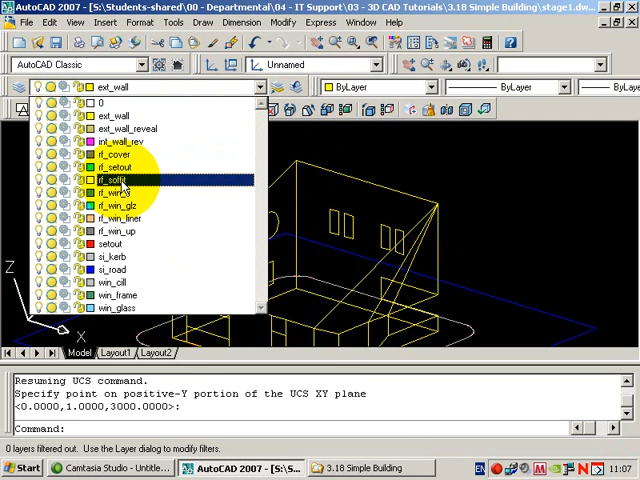 AutoCAD 2007 - [S:\Students-shared\00 - Departmental\04 - IT Support\03 - 3D CAD Tutorials\3.18 Simple Building\stage1.dw...
File Edit View Insert Format Tools Draw Dimension Modify Express Window Help
AutoCAD Classic Unnamed
ext_wall ByLayer ByLayer
0
ext_wall
ext_wall_reveal
int_wall_rev
rf_cover
rf_setout
rf_soffit
rf_win_glz
rf_win_liner
rf_win_up
setout
si_kerb
si_road
win_cill
win_frame
win_glass
Z
X
Model Layout1 Layout2
Resuming UCS command.
Specify point on positive-Y portion of the UCS XY plane
<0.0000,1.0000,3000.0000>:
Command:
0 layers filtered out. Use the Layer dialog to modify filters.
Start Camtasia Studio - Untitle... AutoCAD 2007 - [S:\S... 3.18 Simple Building EN 11:07